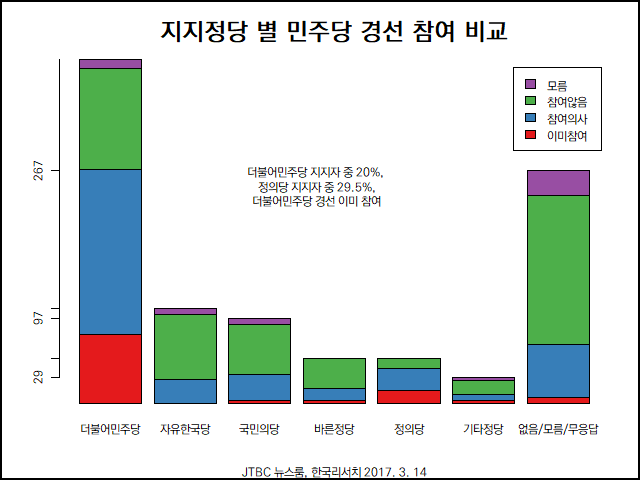 지지정당 별 민주당 경선 참여 비교
모름
참여않음
참여의사
이미참여
더불어민주당 지지자 중 20%,
정의당 지지자 중 29.5%,
더불어민주당 경선 이미 참여
267
97
29
더불어민주당 자유한국당 국민의당 바른정당 정의당 기타정당 없음/모름/무응답
JTBC 뉴스룸, 한국리서치 2017. 3. 14